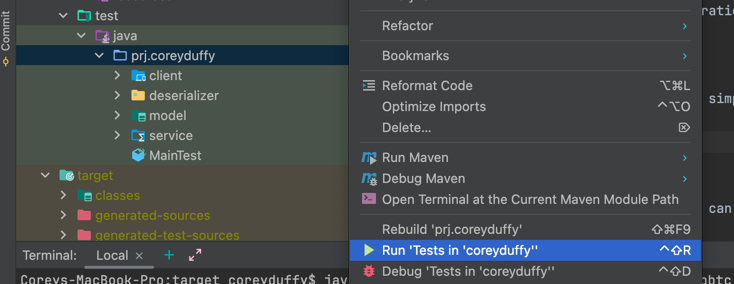 Commit
test
java
prj.coreyduffy
client
deserializer
model
service
MainTest
target
classes
generated-sources
generated-test-sources
Refactor
Bookmarks
Reformat Code ⌥⌘L
Optimize Imports ^⌥O
Delete... ⌦
Run Maven
Debug Maven
Open Terminal at the Current Maven Module Path
Rebuild 'prj.coreyduffy' ⇧⌘F9
Run 'Tests in 'coreyduffy'' ^⇧R
Debug 'Tests in 'coreyduffy'' ^⇧D
simp
can
Terminal: Local × +
Coreys-MacBook-Pro:target coreyduffy$ jav